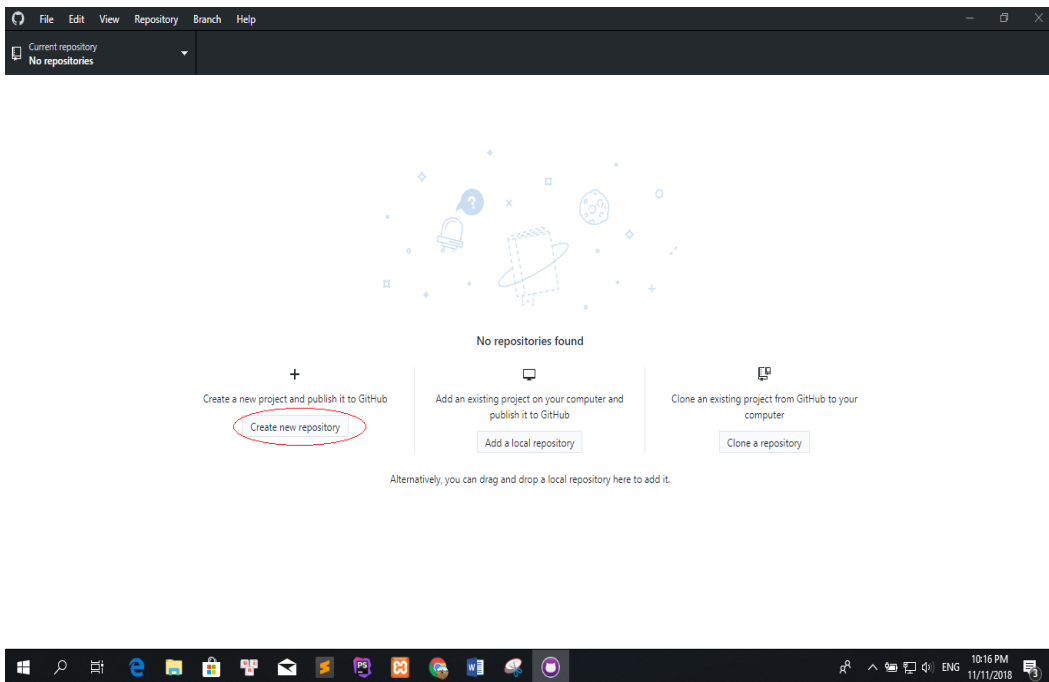 File Edit View Repository Branch Help
Current repository
No repositories
?
No repositories found
Create a new project and publish it to GitHub
Create new repository
Add an existing project on your computer and
publish it to GitHub
Add a local repository
Clone an existing project from GitHub to your
computer
Clone a repository
Alternatively, you can drag and drop a local repository here to add it.
PS
W
ENG
10:16 PM
11/11/2018
3